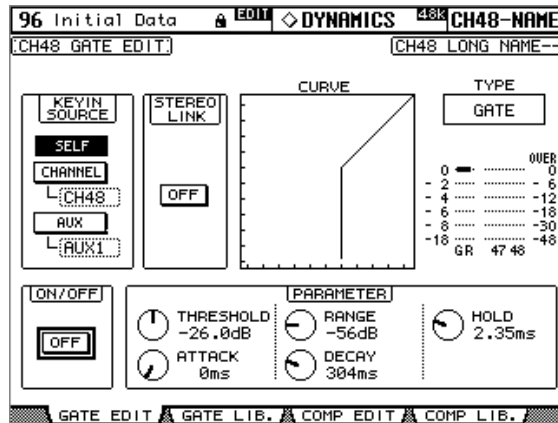 96 Initial Data EDIT ◇DYNAMICS 48K CH48-NAME
CH48 GATE EDIT
CH48 LONG NAME--
KEYIN SOURCE
SELF
CHANNEL
CH48
AUX
AUX1
STEREO LINK
OFF
CURVE
TYPE
GATE
OVER
0 0
- 2 - 6
- 4 -12
- 6 -18
- 8 -30
-18 -48
GR 47 48
ON/OFF
OFF
PARAMETER
THRESHOLD
-26.0dB
RANGE
-56dB
HOLD
2.35ms
ATTACK
0ms
DECAY
304ms
GATE EDIT GATE LIB. COMP EDIT COMP LIB.